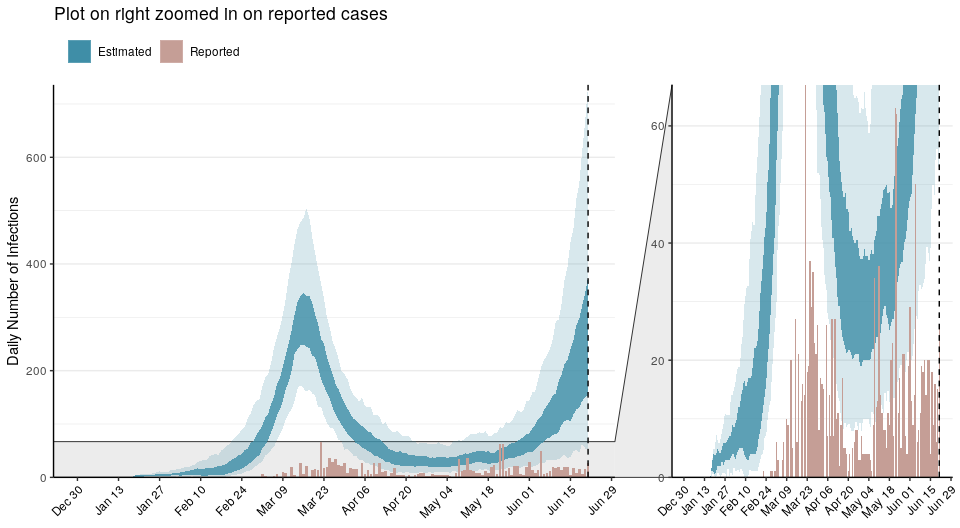 Plot on right zoomed in on reported cases
Estimated Reported
Daily Number of Infections
600
400
200
0
Dec 30 Jan 13 Jan 27 Feb 10 Feb 24 Mar 09 Mar 23 Apr 06 Apr 20 May 04 May 18 Jun 01 Jun 15 Jun 29
60
40
20
0
Dec 30 Jan 13 Jan 27 Feb 10 Feb 24 Mar 09 Mar 23 Apr 06 Apr 20 May 04 May 18 Jun 01 Jun 15 Jun 29